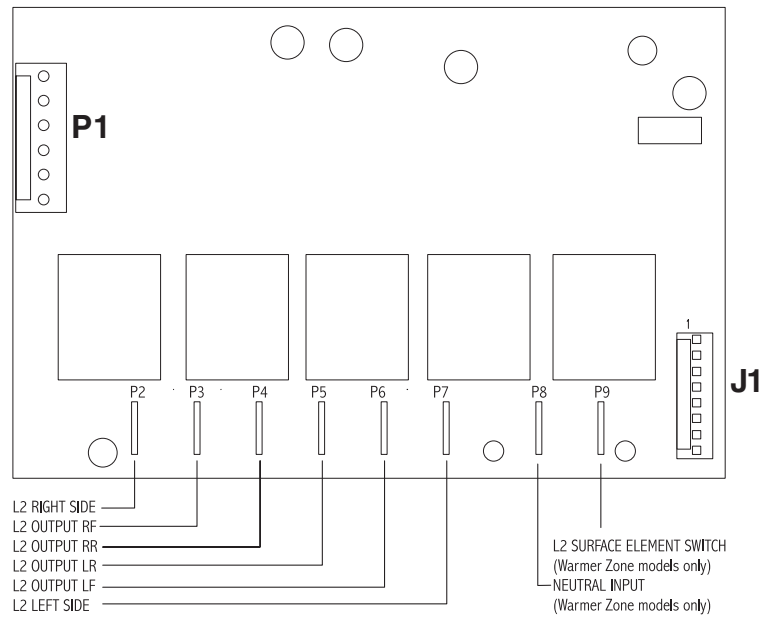 P1
1
J1
P2 P3 P4 P5 P6 P7 P8 P9
L2 RIGHT SIDE
L2 OUTPUT RF
L2 OUTPUT RR
L2 OUTPUT LR
L2 OUTPUT LF
L2 LEFT SIDE
L2 SURFACE ELEMENT SWITCH
(Warmer Zone models only)
NEUTRAL INPUT
(Warmer Zone models only)